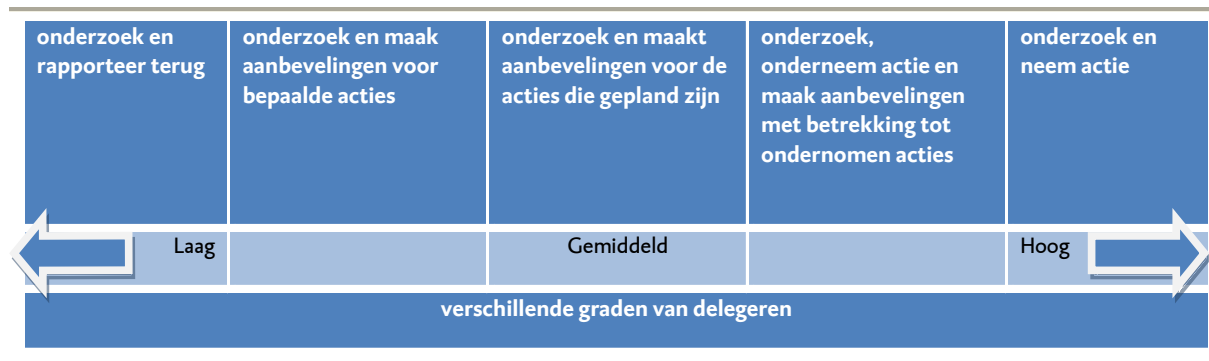 onderzoek en
rapporteer terug
onderzoek en maak
aanbevelingen voor
bepaalde acties
onderzoek en maakt
aanbevelingen voor de
acties die gepland zijn
onderzoek,
onderneem actie en
maak aanbevelingen
met betrekking tot
ondernomen acties
onderzoek en
neem actie
Laag
Gemiddeld
Hoog
verschillende graden van delegeren